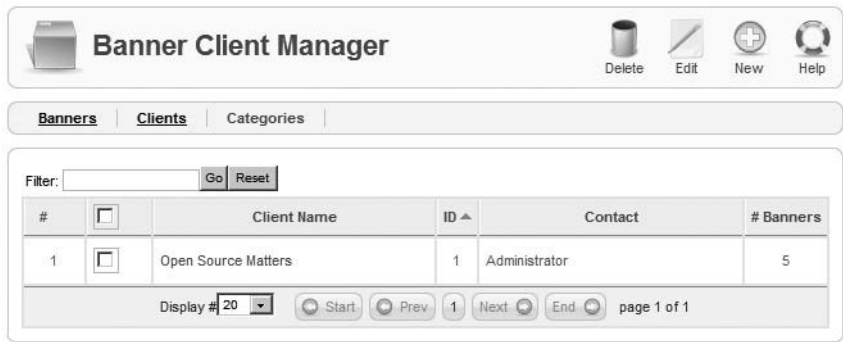 Banner Client Manager
Delete Edit New Help
Banners Clients Categories
Filter: Go Reset
# Client Name ID Contact # Banners
1 Open Source Matters 1 Administrator 5
Display # 20 Start Prev 1 Next End page 1 of 1